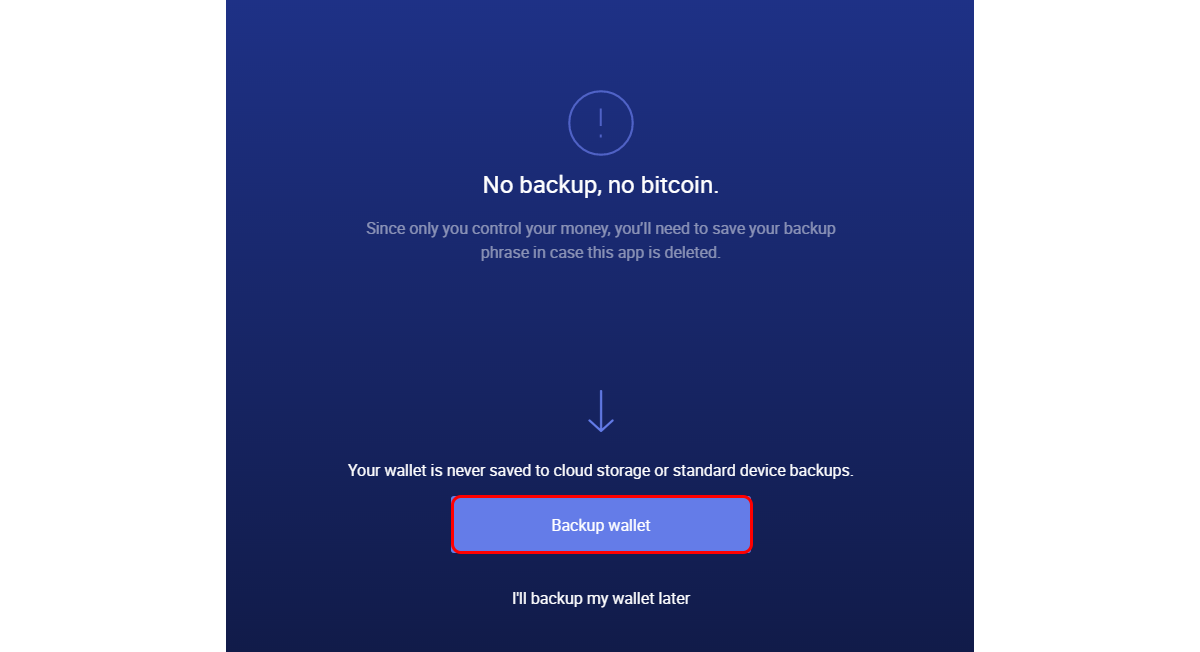 No backup, no bitcoin.
Since only you control your money, you’ll need to save your backup
phrase in case this app is deleted.
Your wallet is never saved to cloud storage or standard device backups.
Backup wallet
I'll backup my wallet later